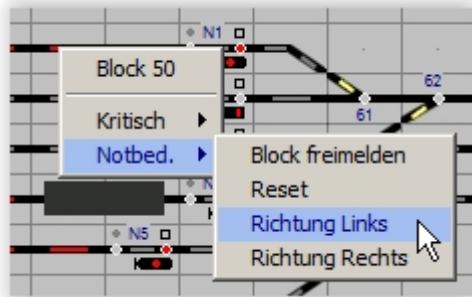 N1
Block 50
62
Kritisch
61
Notbed.
Block freimelden
Reset
Richtung Links
N5
Richtung Rechts